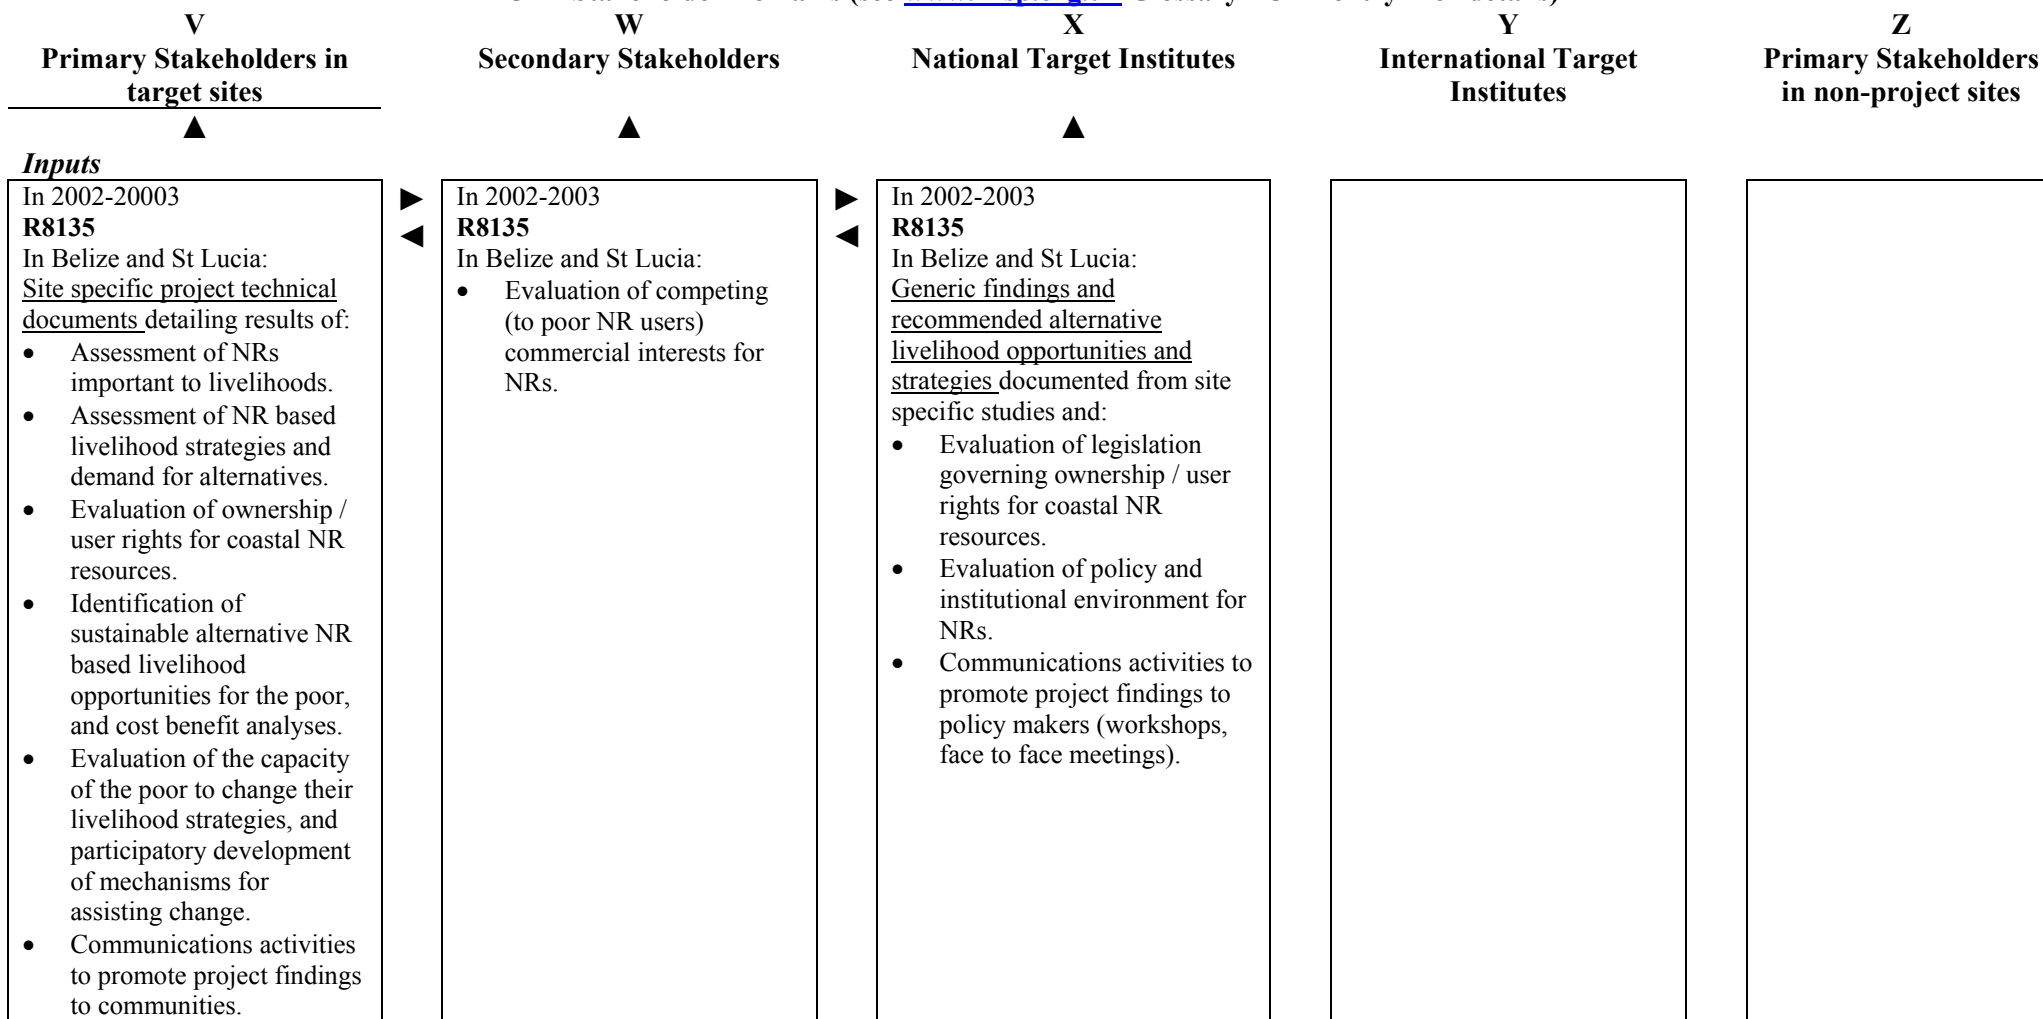 V
Primary Stakeholders in
target sites
W
Secondary Stakeholders
X
National Target Institutes
Y
International Target
Institutes
Z
Primary Stakeholders
in non-project sites
▲
▲
▲
Inputs
In 2002-20003
R8135
In Belize and St Lucia:
Site specific project technical
documents detailing results of:
• Assessment of NRs
important to livelihoods.
• Assessment of NR based
livelihood strategies and
demand for alternatives.
• Evaluation of ownership /
user rights for coastal NR
resources.
• Identification of
sustainable alternative NR
based livelihood
opportunities for the poor,
and cost benefit analyses.
• Evaluation of the capacity
of the poor to change their
livelihood strategies, and
participatory development
of mechanisms for
assisting change.
• Communications activities
to promote project findings
to communities.
►
◄
In 2002-2003
R8135
In Belize and St Lucia:
• Evaluation of competing
(to poor NR users)
commercial interests for
NRs.
►
◄
In 2002-2003
R8135
In Belize and St Lucia:
Generic findings and
recommended alternative
livelihood opportunities and
strategies documented from site
specific studies and:
• Evaluation of legislation
governing ownership / user
rights for coastal NR
resources.
• Evaluation of policy and
institutional environment for
NRs.
• Communications activities to
promote project findings to
policy makers (workshops,
face to face meetings).